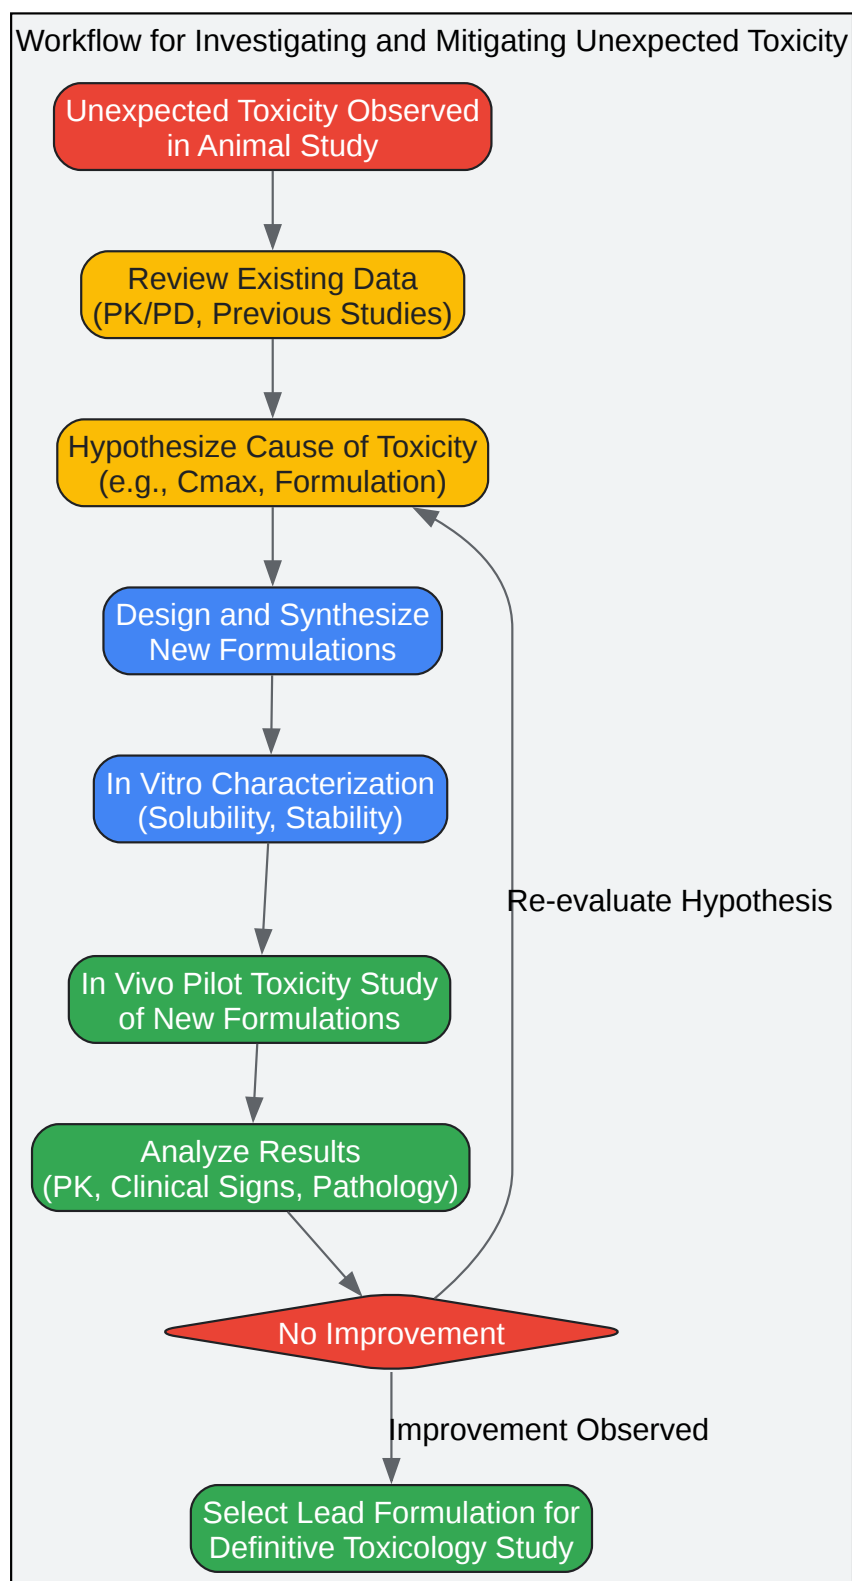 Workflow for Investigating and Mitigating Unexpected Toxicity
Unexpected Toxicity Observed
in Animal Study
Review Existing Data
(PK/PD, Previous Studies)
Hypothesize Cause of Toxicity
(e.g., Cmax, Formulation)
Design and Synthesize
New Formulations
In Vitro Characterization
(Solubility, Stability)
Re-evaluate Hypothesis
In Vivo Pilot Toxicity Study
of New Formulations
Analyze Results
(PK, Clinical Signs, Pathology)
No Improvement
Improvement Observed
Select Lead Formulation for
Definitive Toxicology Study